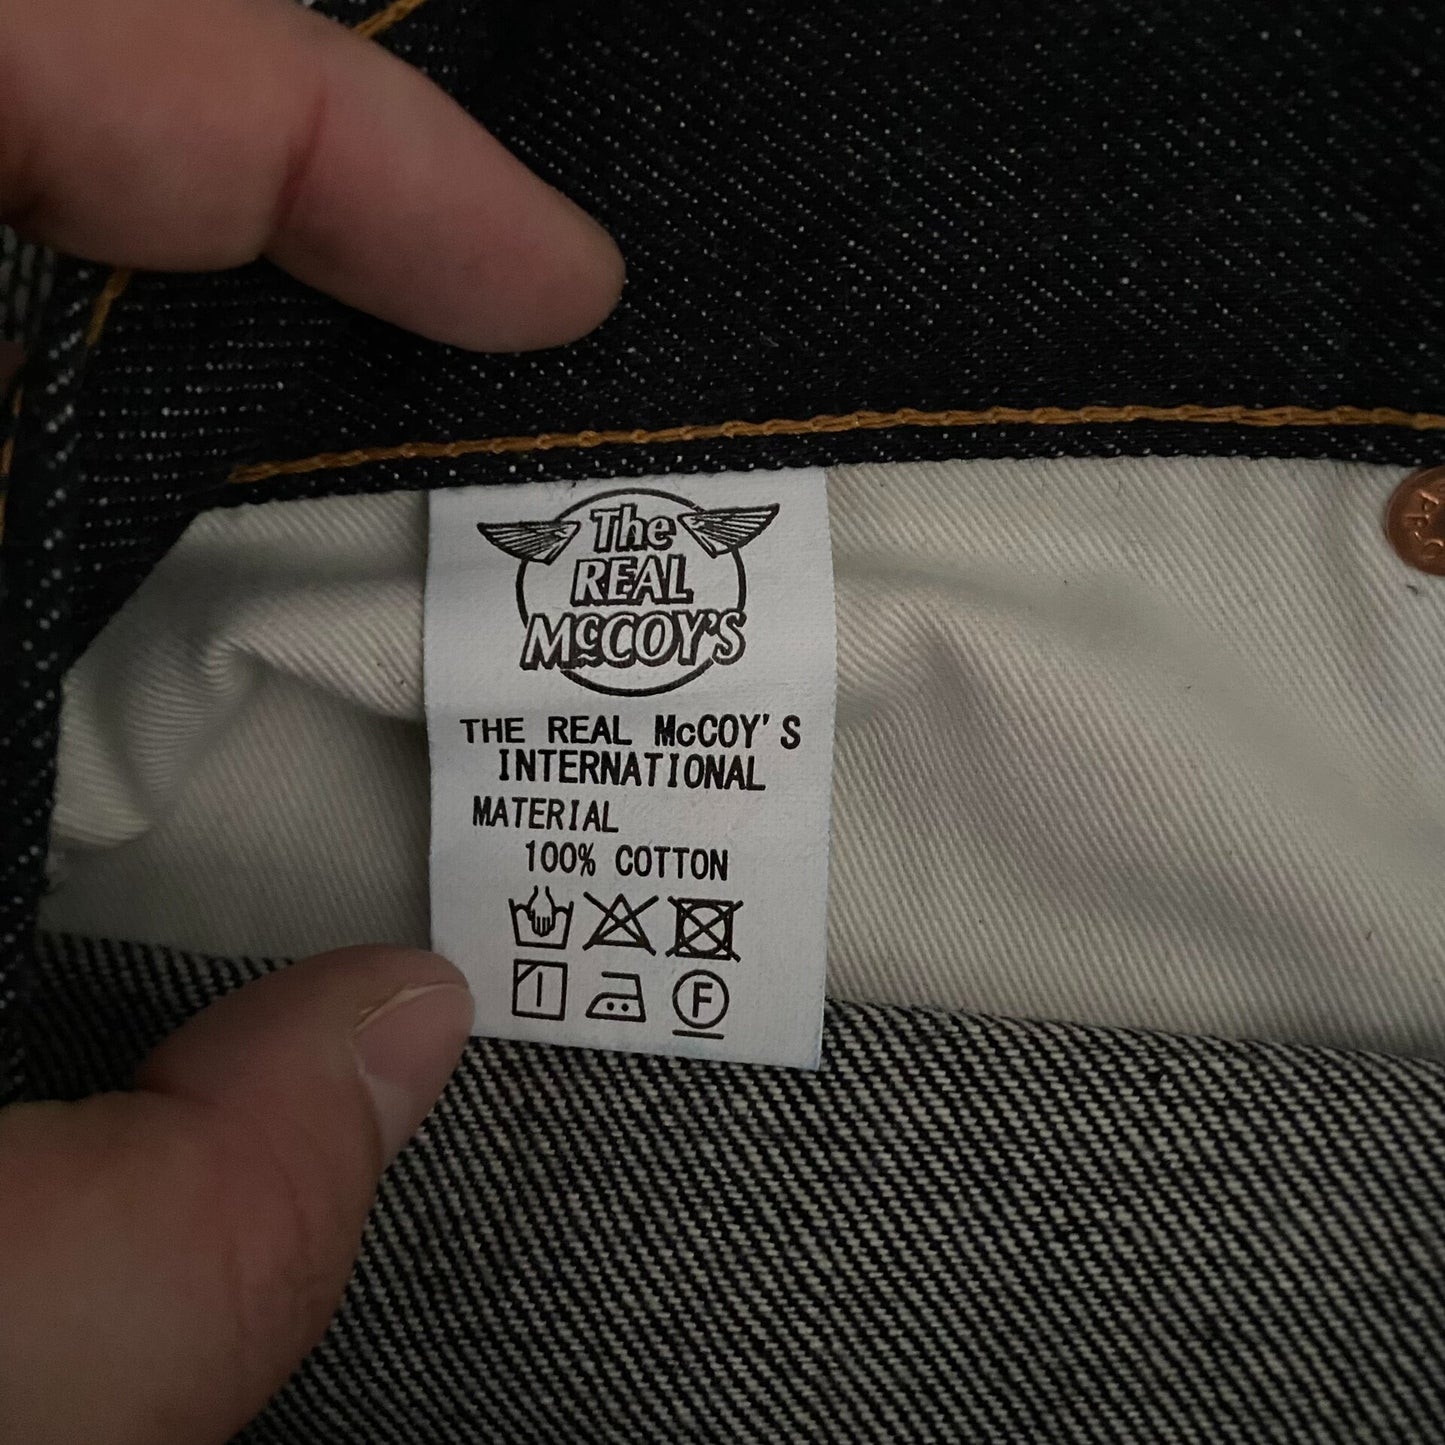 The
REAL
McCOY'S
THE REAL McCOY'S
INTERNATIONAL
MATERIAL
100% COTTON
F